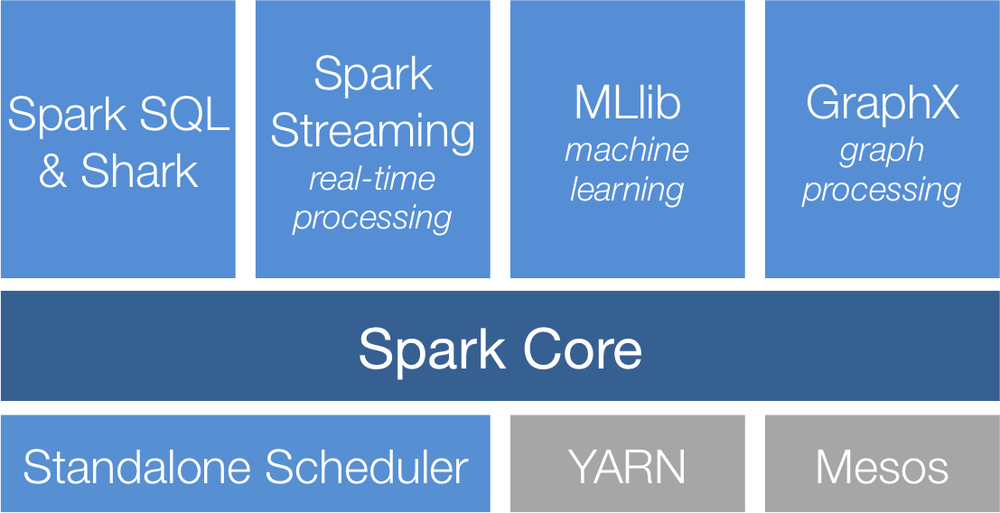 Spark SQL
& Shark
Spark
Streaming
real-time
processing
MLlib
machine
learning
GraphX
graph
processing
Spark Core
Standalone Scheduler
YARN
Mesos